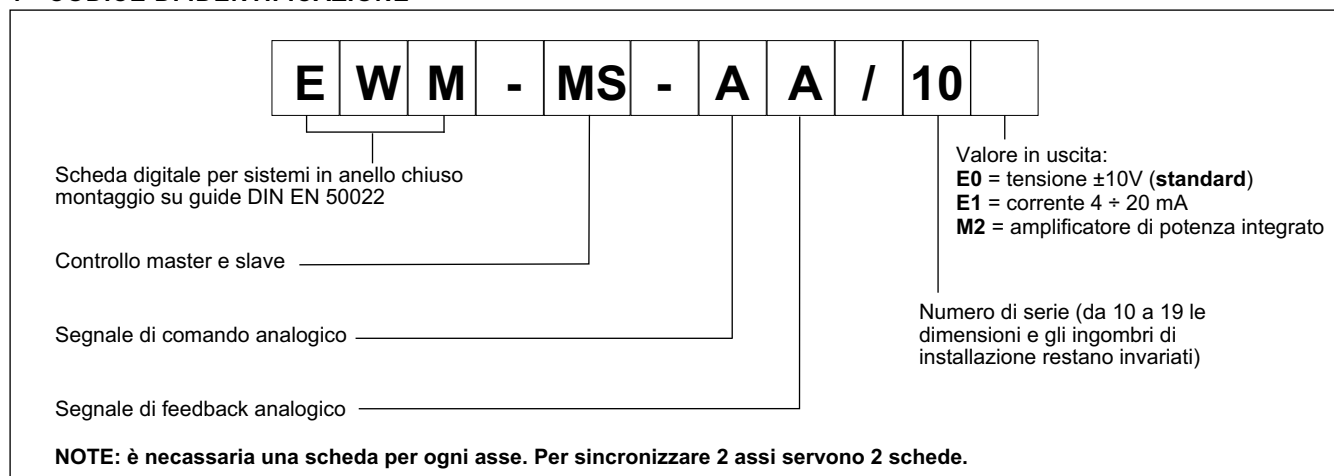 E W M - MS - A A / 10
Scheda digitale per sistemi in anello chiuso
montaggio su guide DIN EN 50022
Controllo master e slave
Segnale di comando analogico
Segnale di feedback analogico
Valore in uscita:
E0 = tensione ±10V (standard)
E1 = corrente 4 ÷ 20 mA
M2 = amplificatore di potenza integrato
Numero di serie (da 10 a 19 le
dimensioni e gli ingombri di
installazione restano invariati)
NOTE: è necassaria una scheda per ogni asse. Per sincronizzare 2 assi servono 2 schede.